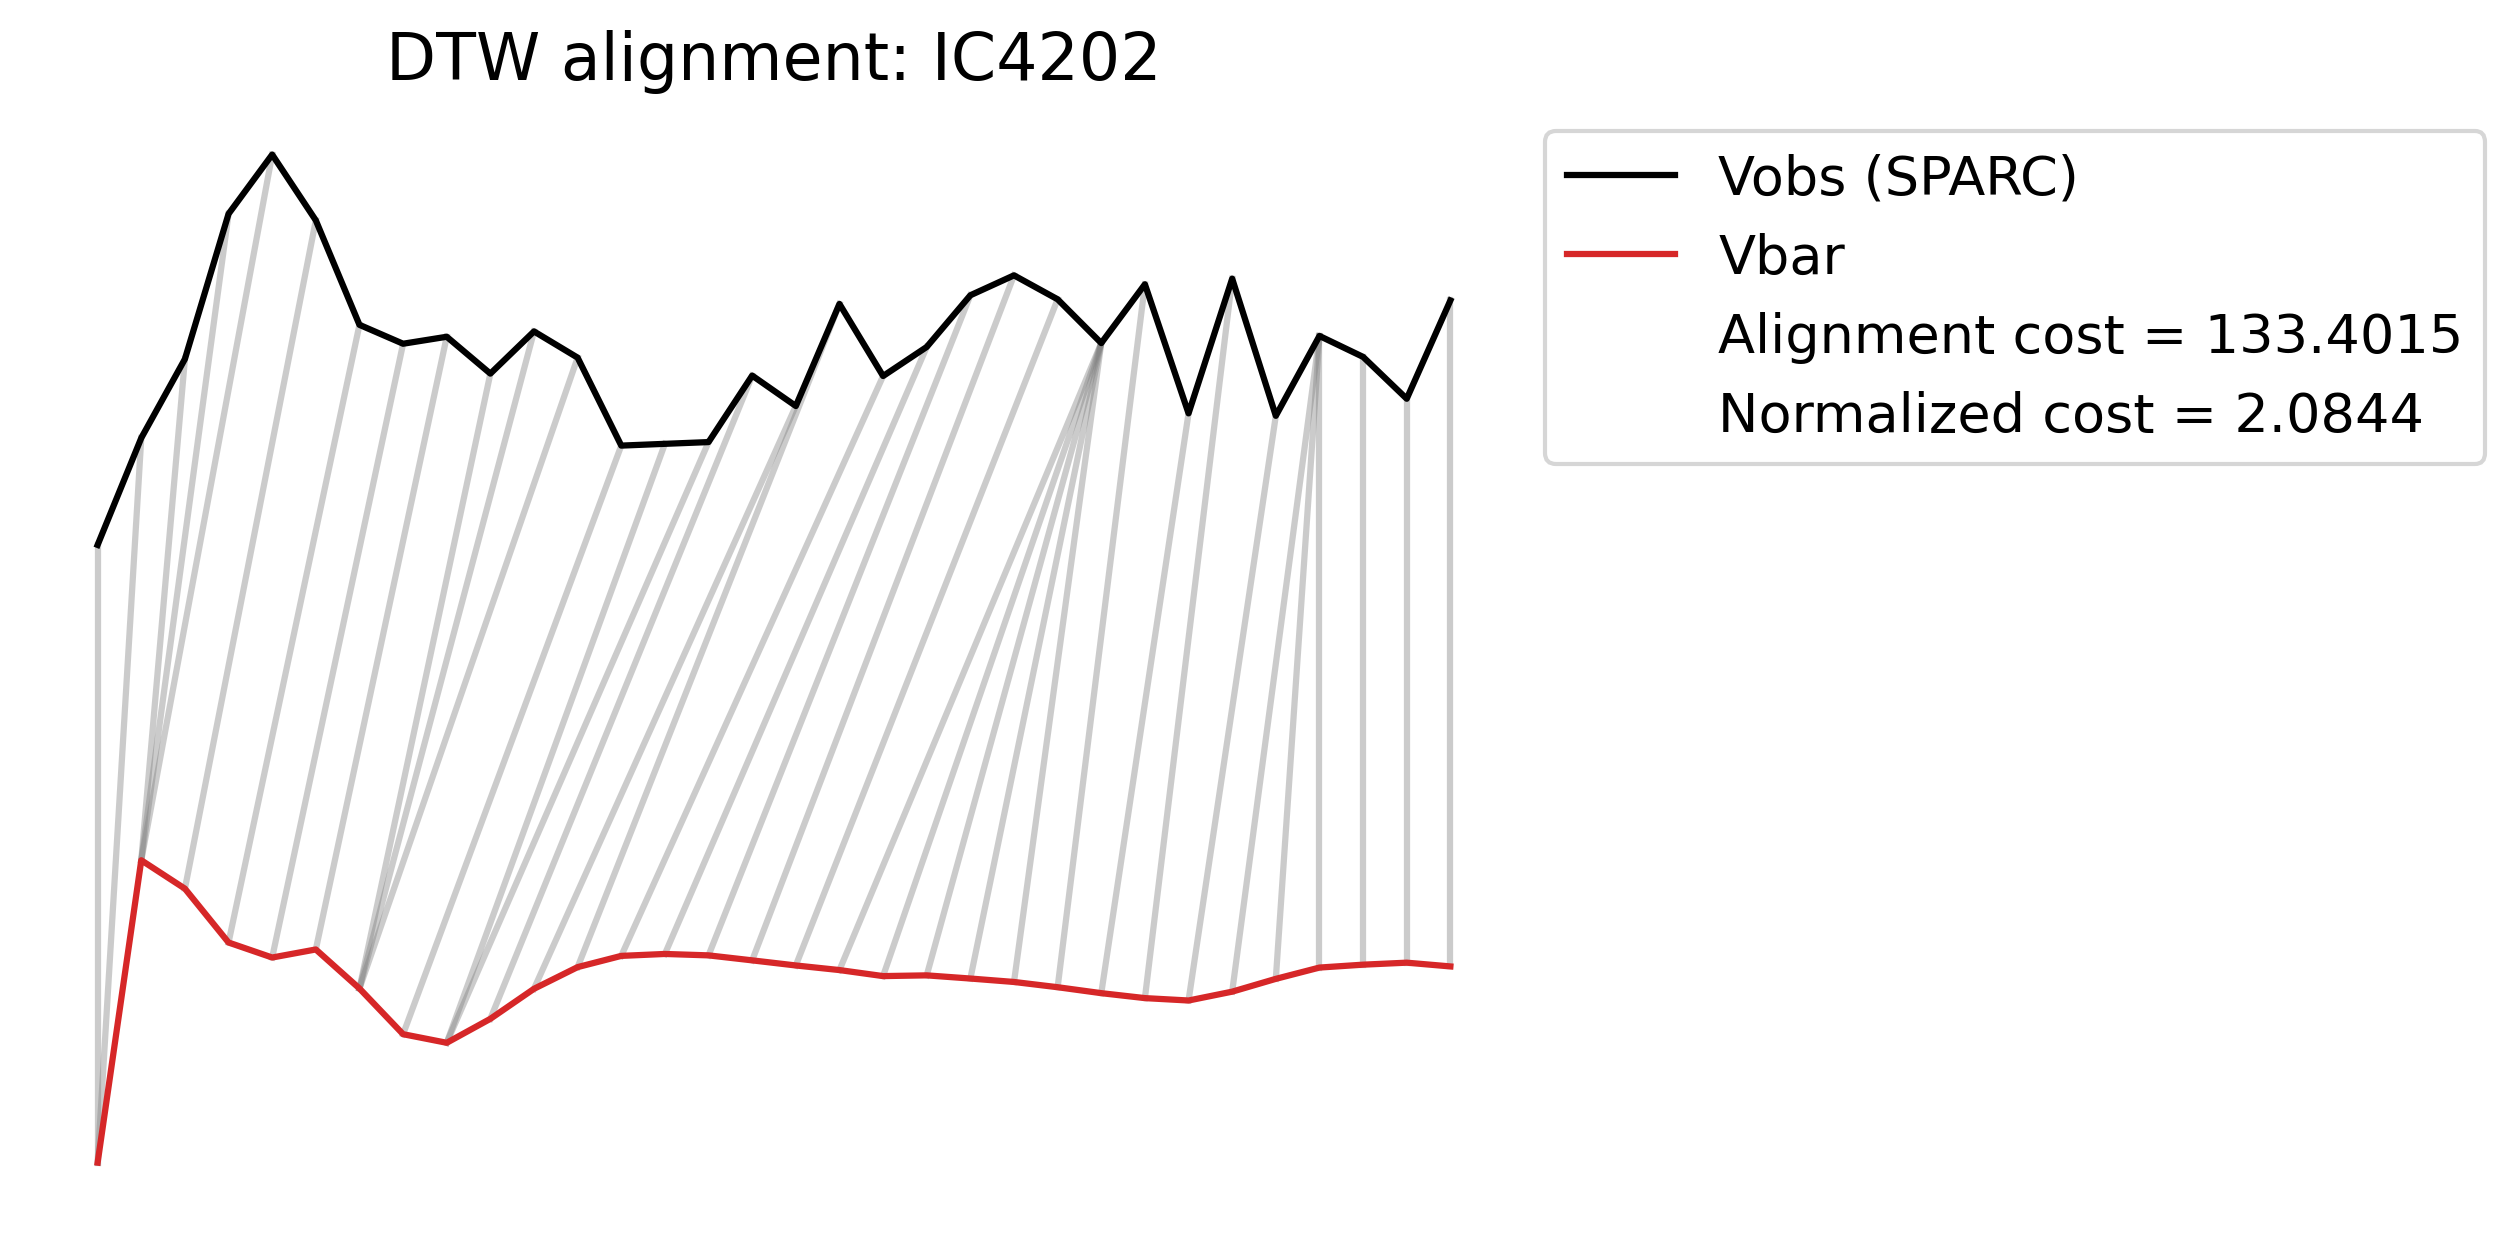 DTW alignment: IC4202
Vobs (SPARC)
Vbar
Alignment cost = 133.4015
Normalized cost = 2.0844